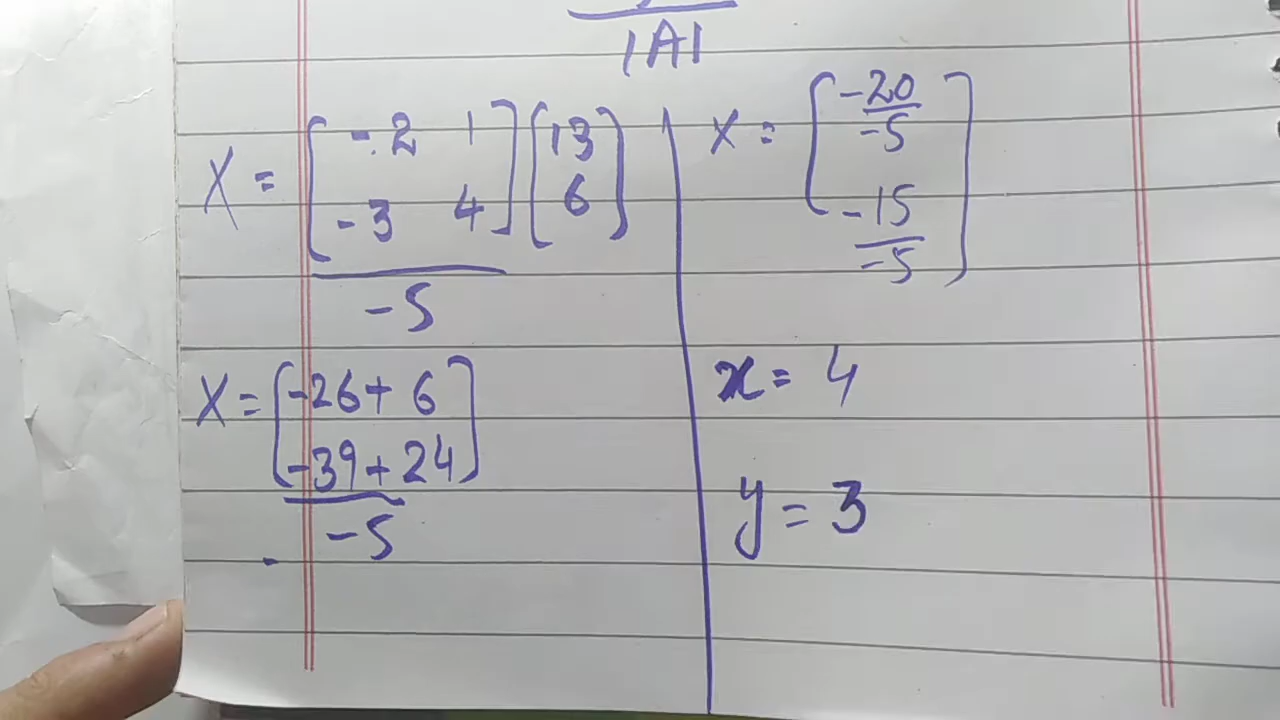 |A|
X = [ -2 1 ] [ 13 ]
[ -3 4 ] [ 6 ]
-5
X = [ -26 + 6 ]
[ -39 + 24 ]
-5
X = [ -20
-5
-15
-5 ]
x = 4
y = 3